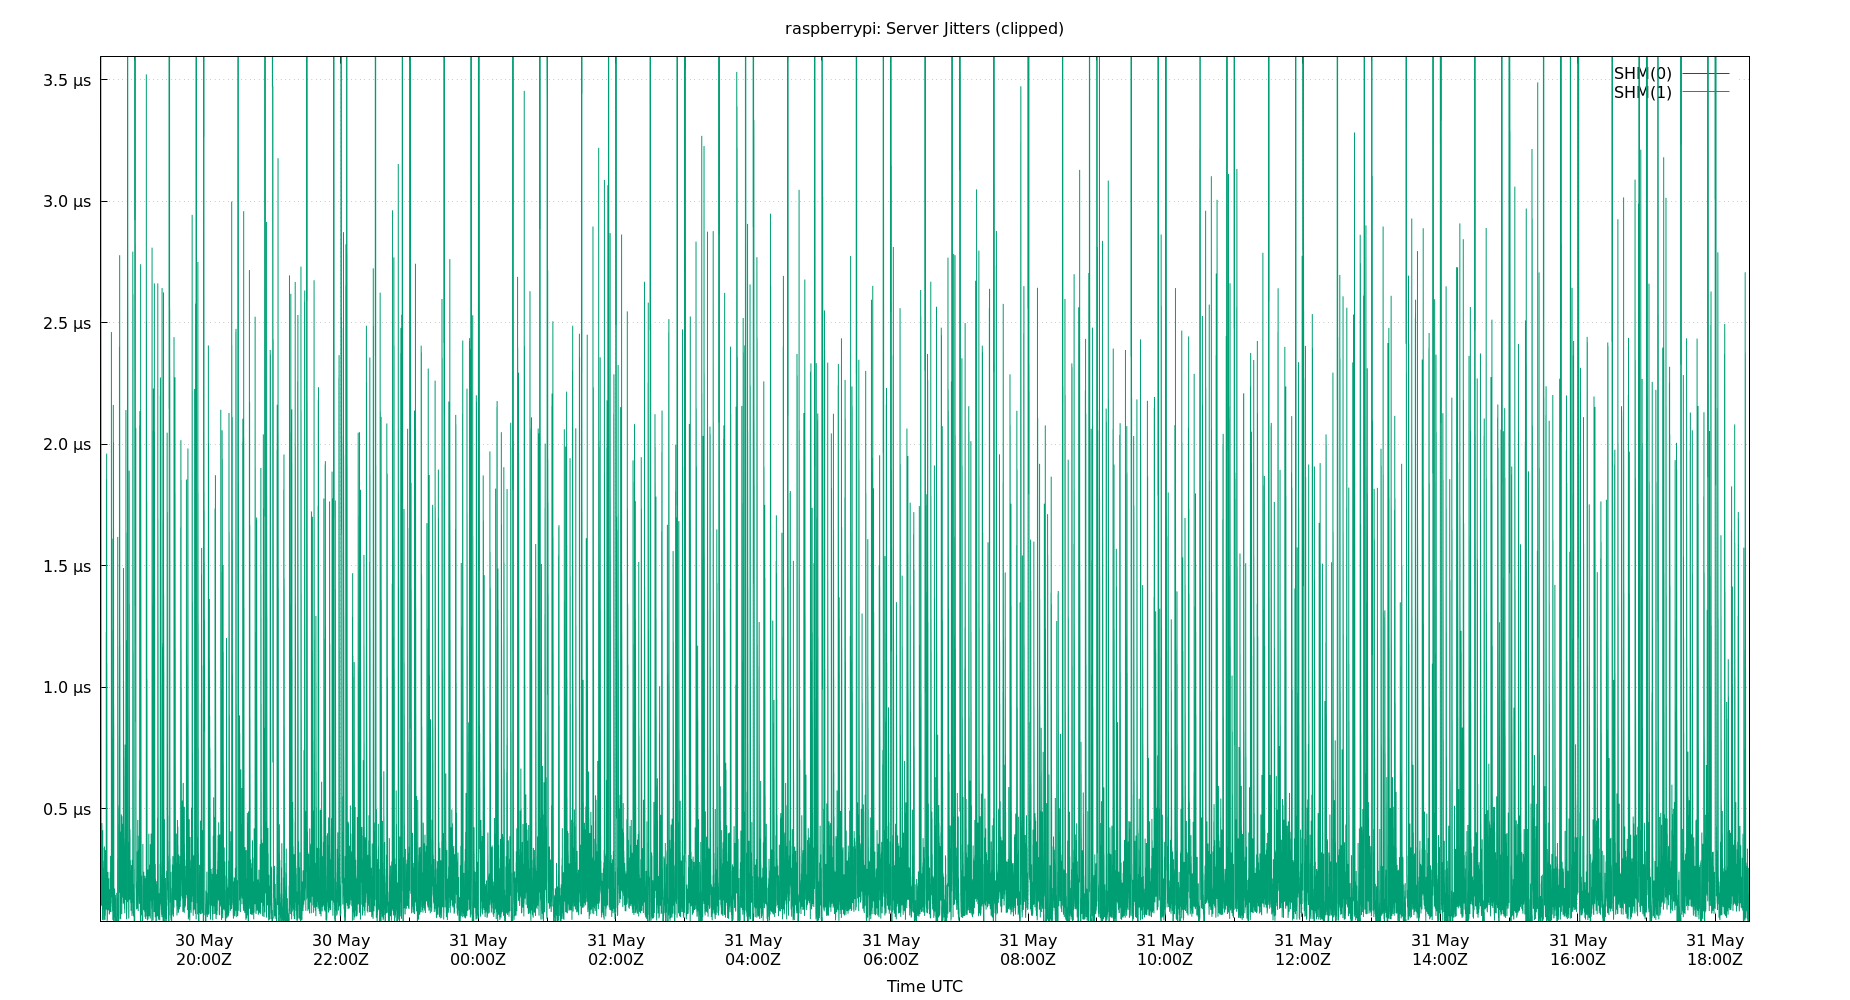 raspberrypi: Server Jitters (clipped)
SHM(0)
SHM(1)
3.5 µs
3.0 µs
2.5 µs
2.0 µs
1.5 µs
1.0 µs
0.5 µs
30 May 30 May 31 May 31 May 31 May 31 May 31 May 31 May 31 May 31 May 31 May 31 May
20:00Z 22:00Z 00:00Z 02:00Z 04:00Z 06:00Z 08:00Z 10:00Z 12:00Z 14:00Z 16:00Z 18:00Z
Time UTC